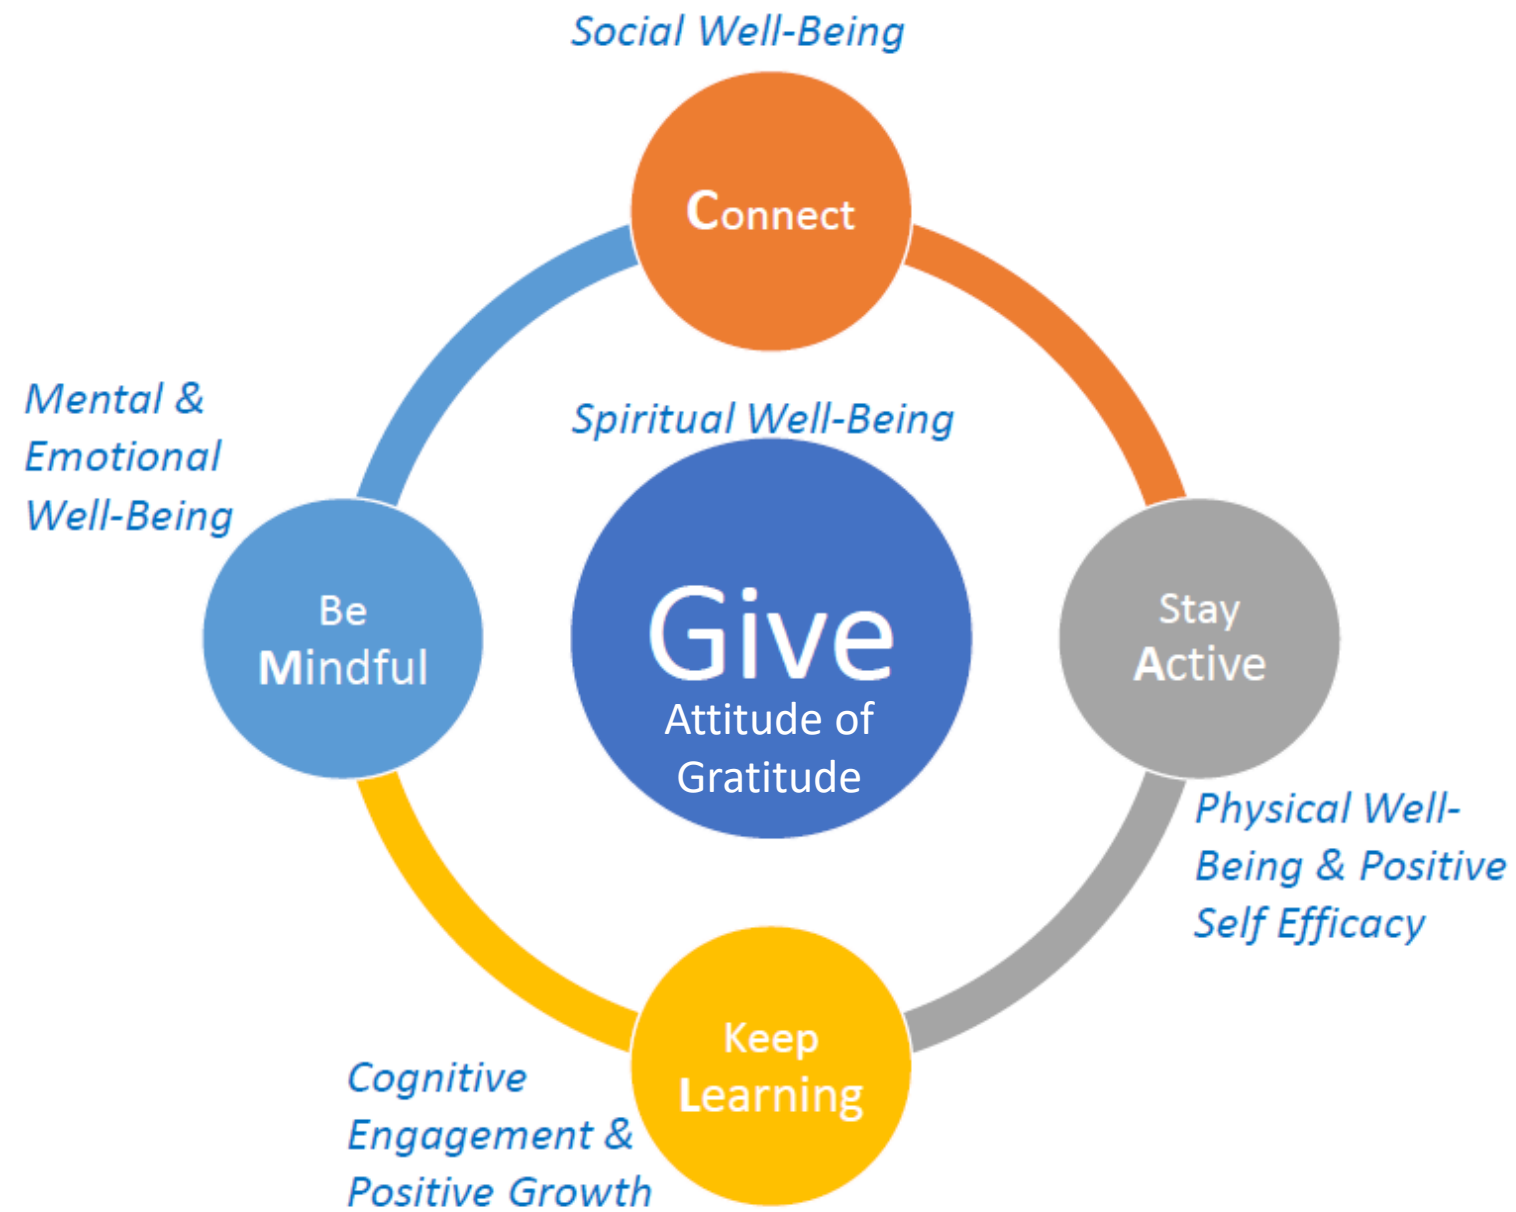 Social Well-Being
Connect
Mental &
Emotional
Well-Being
Spiritual Well-Being
Be
Mindful
Give
Attitude of
Gratitude
Stay
Active
Physical Well-
Being & Positive
Self Efficacy
Keep
Learning
Cognitive
Engagement &
Positive Growth